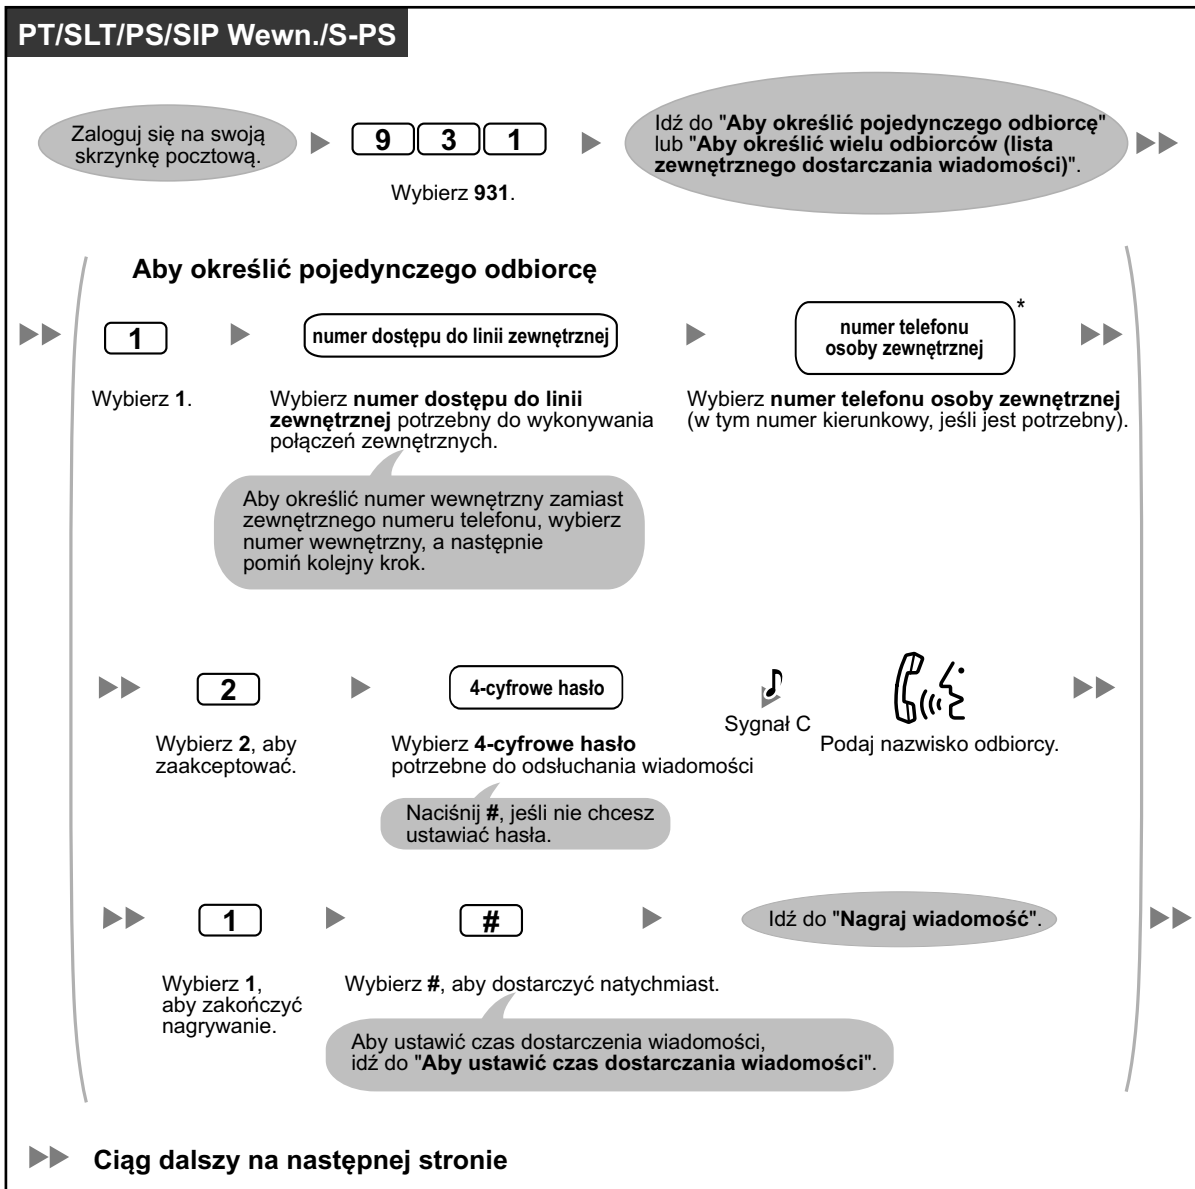 PT/SLT/PS/SIP Wewn./S-PS
Zaloguj się na swoją
skrzynkę pocztową.
9 3 1
Wybierz 931.
Idź do "Aby określić pojedynczego odbiorcę"
lub "Aby określić wielu odbiorców (lista
zewnętrznego dostarczania wiadomości)".
Aby określić pojedynczego odbiorcę
1
Wybierz 1.
numer dostępu do linii zewnętrznej
Wybierz numer dostępu do linii
zewnętrznej potrzebny do wykonywania
połączeń zewnętrznych.
Aby określić numer wewnętrzny zamiast
zewnętrznego numeru telefonu, wybierz
numer wewnętrzny, a następnie
pomiń kolejny krok.
numer telefonu
osoby zewnętrznej
*
Wybierz numer telefonu osoby zewnętrznej
(w tym numer kierunkowy, jeśli jest potrzebny).
2
Wybierz 2, aby
zaakceptować.
4-cyfrowe hasło
Wybierz 4-cyfrowe hasło
potrzebne do odsłuchania wiadomości
Naciśnij #, jeśli nie chcesz
ustawiać hasła.
Sygnał C
Podaj nazwisko odbiorcy.
1
Wybierz 1,
aby zakończyć
nagrywanie.
#
Wybierz #, aby dostarczyć natychmiast.
Aby ustawić czas dostarczenia wiadomości,
idź do "Aby ustawić czas dostarczania wiadomości".
Idź do "Nagraj wiadomość".
Ciąg dalszy na następnej stronie